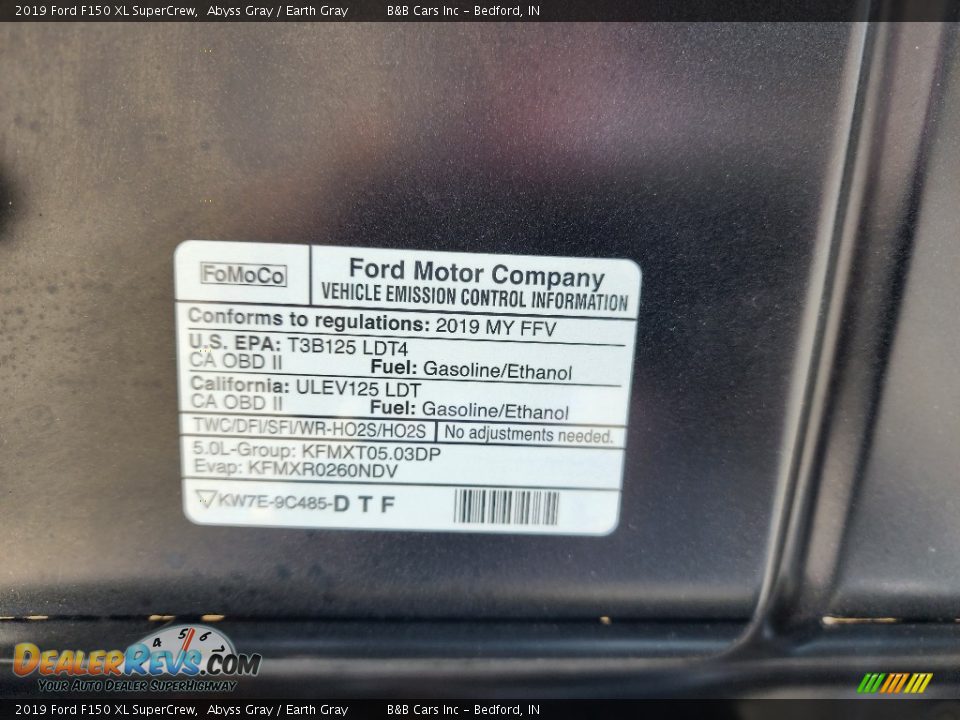 2019 Ford F150 XL SuperCrew, Abyss Gray / Earth Gray B&B Cars Inc - Bedford, IN
FoMoCo
Ford Motor Company
VEHICLE EMISSION CONTROL INFORMATION
Conforms to regulations: 2019 MY FFV
U.S. EPA: T3B125 LDT4
CA OBD II Fuel: Gasoline/Ethanol
California: ULEV125 LDT
CA OBD II Fuel: Gasoline/Ethanol
TWC/DFI/SFI/WR-HO2S/HO2S No adjustments needed.
5.0L-Group: KFMXT05.03DP
Evap: KFMXR0260NDV
KW7E-9C485-D T F
4 5 6
DEALERREVS.COM
YOUR AUTO DEALER SUPERHIGHWAY
2019 Ford F150 XL SuperCrew, Abyss Gray / Earth Gray B&B Cars Inc - Bedford, IN